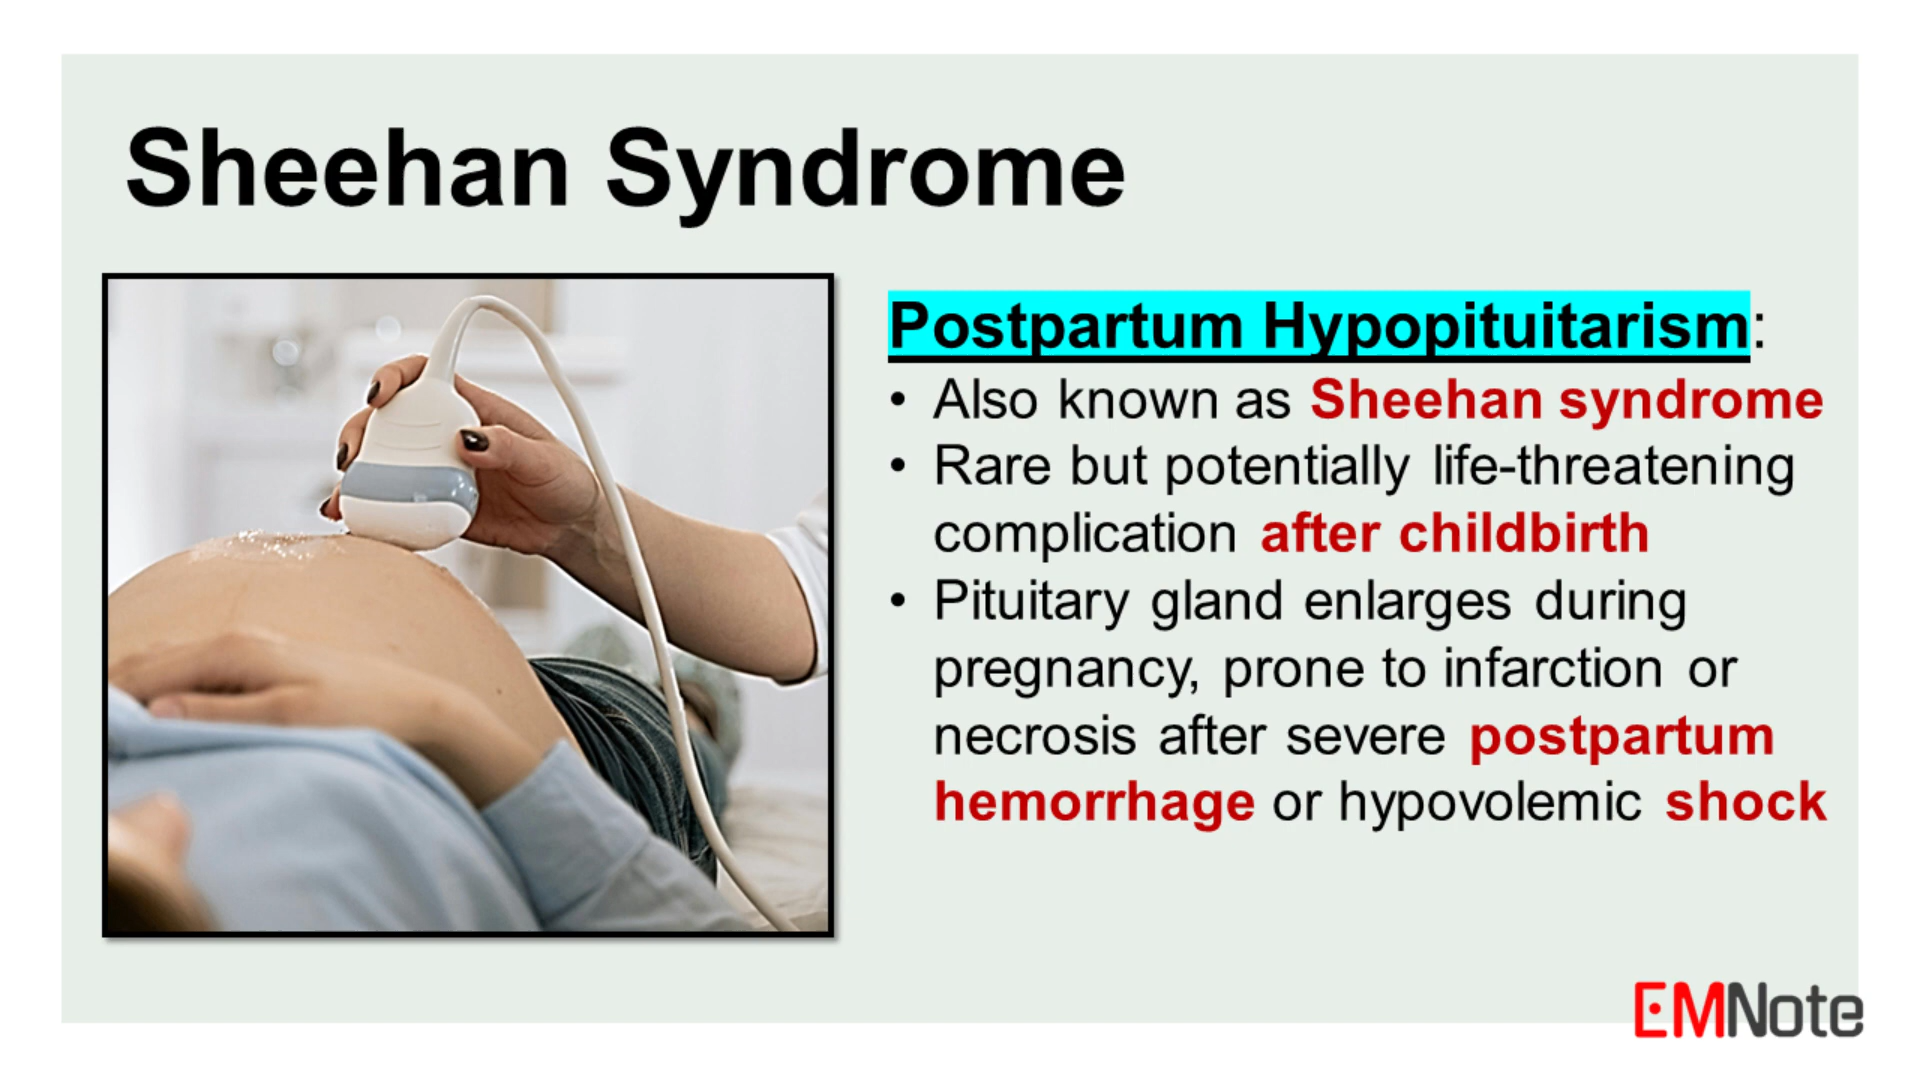 Sheehan Syndrome
Postpartum Hypopituitarism:
• Also known as Sheehan syndrome
• Rare but potentially life-threatening
complication after childbirth
• Pituitary gland enlarges during
pregnancy, prone to infarction or
necrosis after severe postpartum
hemorrhage or hypovolemic shock
EMNote